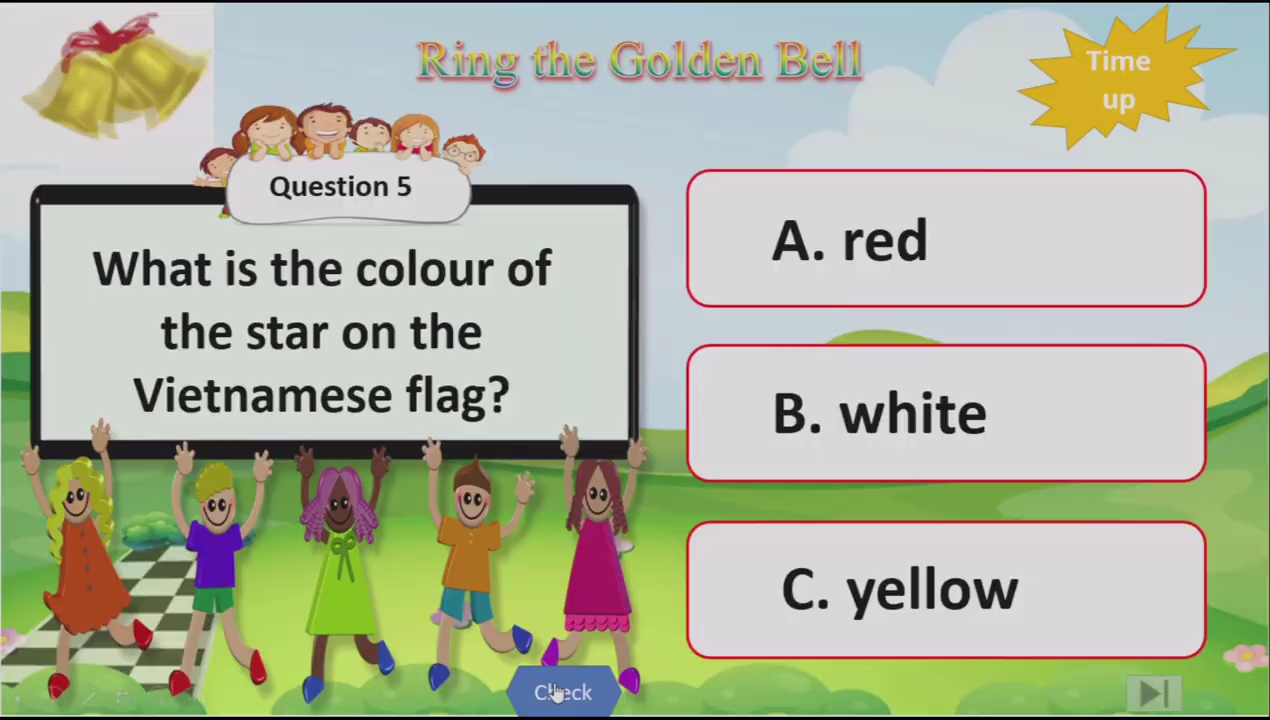 Ring the Golden Bell
Time
up
Question 5
What is the colour of
the star on the
Vietnamese flag?
A. red
B. white
C. yellow
Check